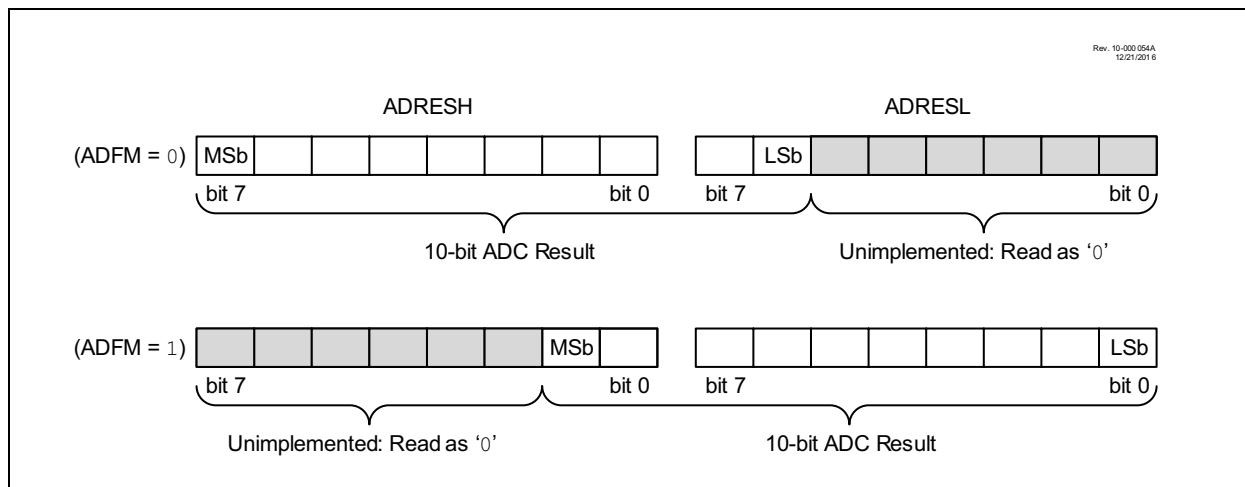 Rev. 10-000 054A
12/21/201 6
ADRESH ADRESL
(ADFM = 0) MSb LSb
bit 7 bit 0 bit 7 bit 0
10-bit ADC Result Unimplemented: Read as ‘0’
(ADFM = 1) MSb LSb
bit 7 bit 0 bit 7 bit 0
Unimplemented: Read as ‘0’ 10-bit ADC Result